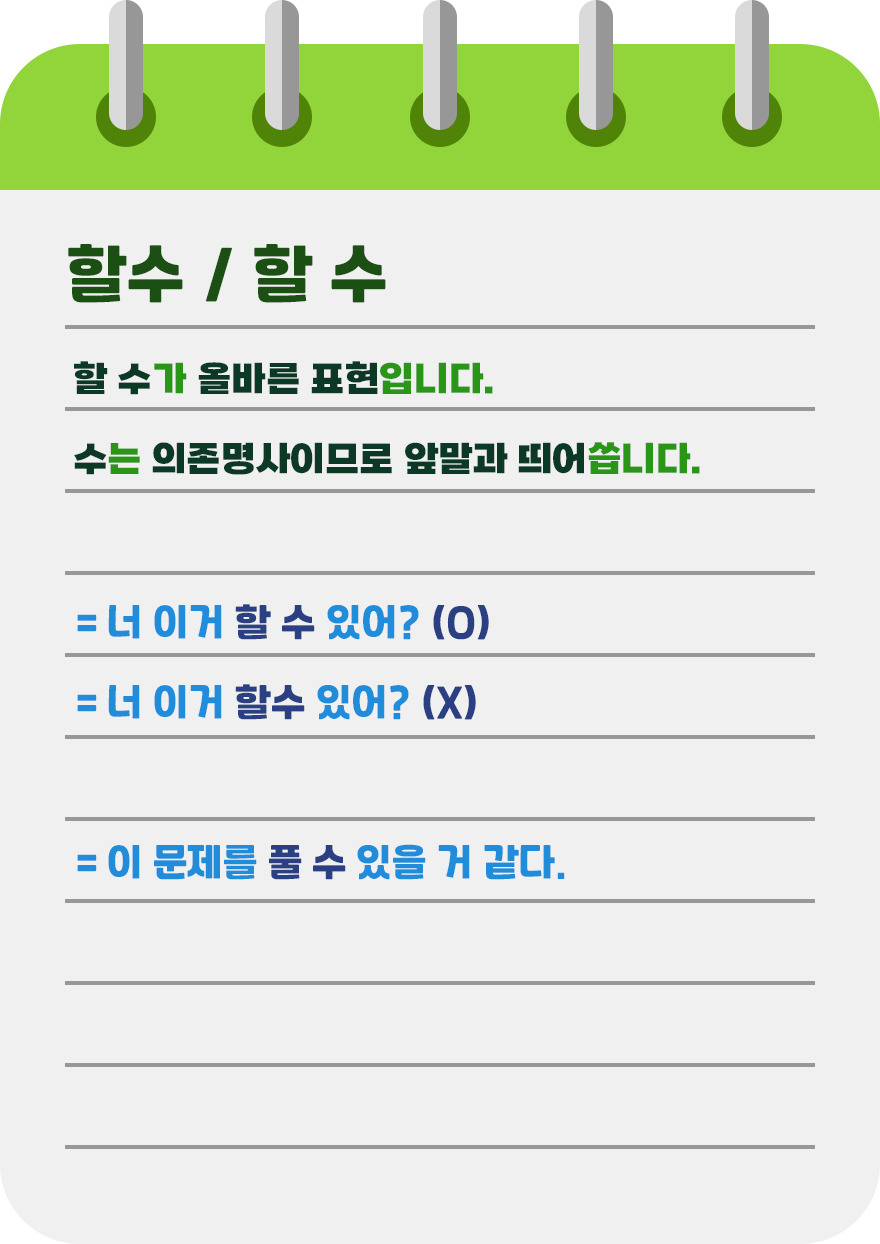 할수 / 할 수
할 수가 올바른 표현입니다.
수는 의존명사이므로 앞말과 띄어씁니다.
= 너 이거 할 수 있어? (O)
= 너 이거 할수 있어? (X)
= 이 문제를 풀 수 있을 거 같다.